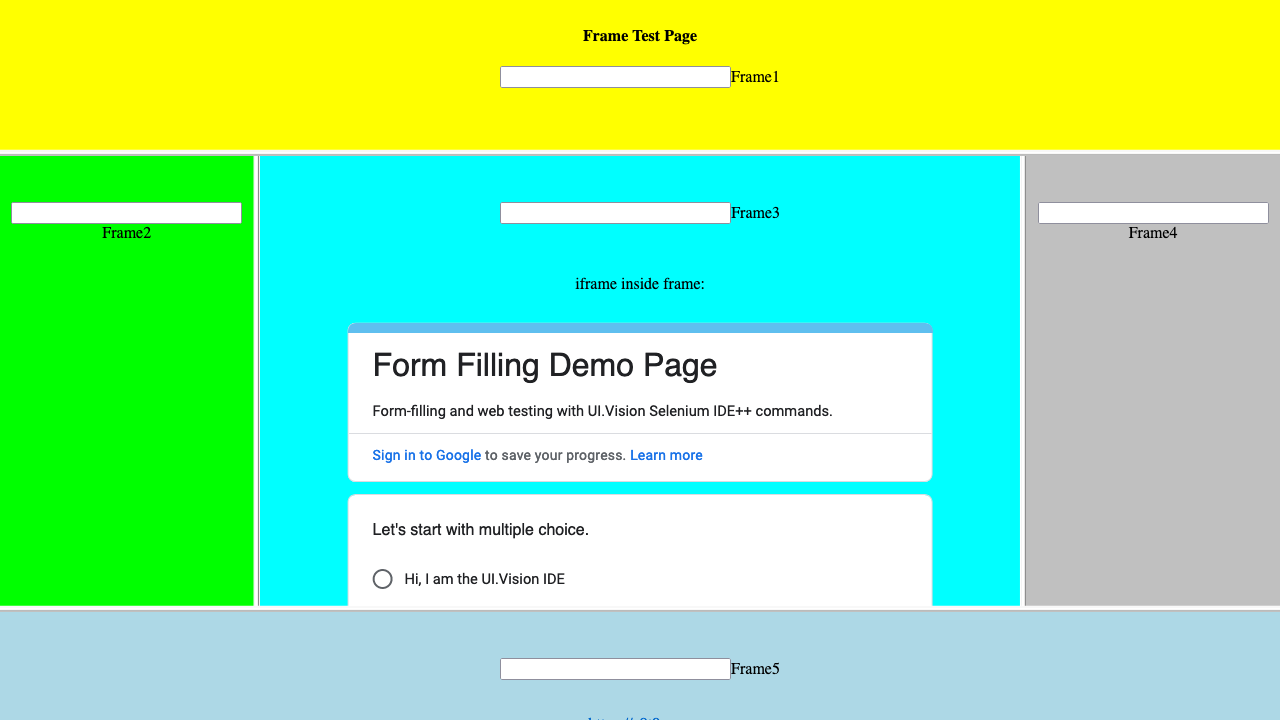 Frame Test Page
Frame1
Frame2
Frame3
Frame4
iframe inside frame:
Form Filling Demo Page
Form-filling and web testing with UI.Vision Selenium IDE++ commands.
Sign in to Google to save your progress. Learn more
Let's start with multiple choice.
Hi, I am the UI.Vision IDE
Frame5